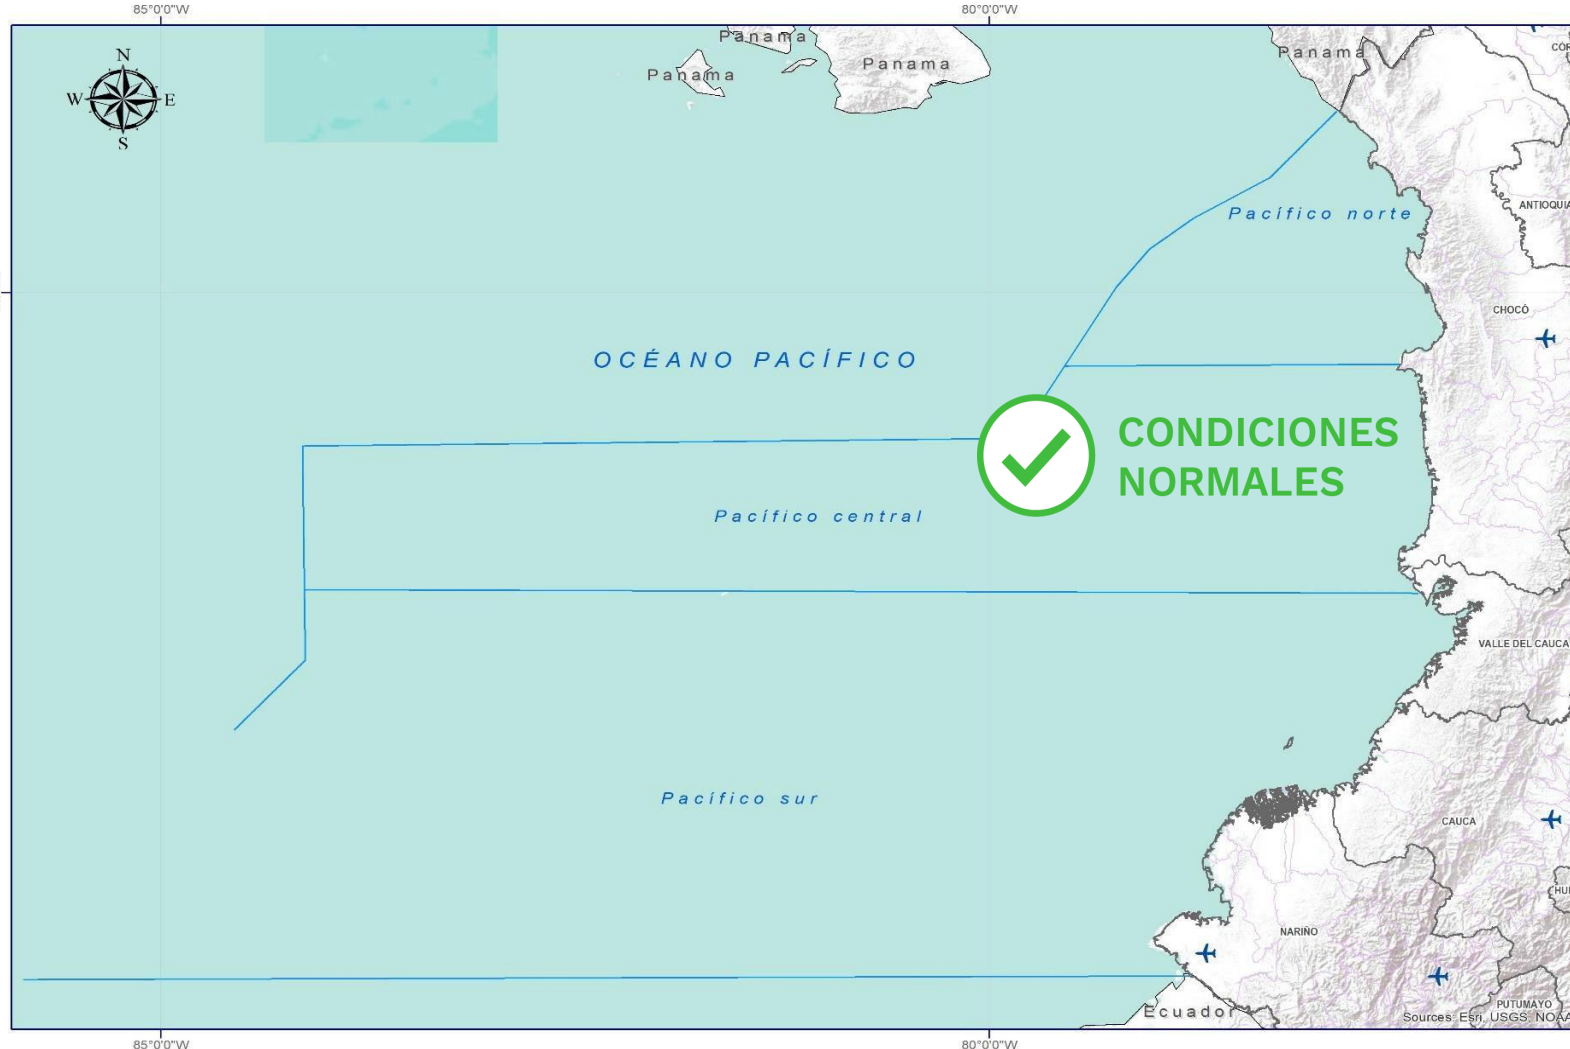 85°0'0"W
80°0'0"W
N
W
E
S
Panama
Panama
Panama
Panama
ANTIOQUIA
Pacífico norte
CHOCÓ
OCÉANO PACÍFICO
CONDICIONES
NORMALES
Pacífico central
VALLE DEL CAUCA
Pacífico sur
CAUCA
NARIÑO
PUTUMAYO
Ecuador
Sources: Esri, USGS, NOAA
85°0'0"W
80°0'0"W